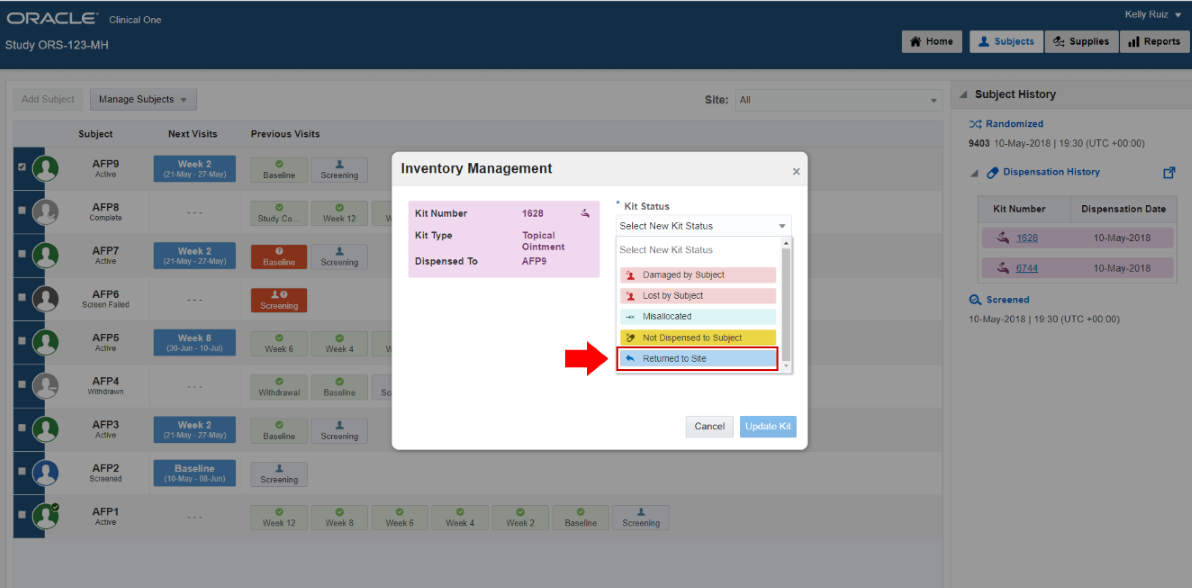 ORACLE Clinical One
Kelly Ruiz
Study ORS-123-MH
Home
Subjects
Supplies
Reports
Add Subject
Manage Subjects
Site: All
Subject Next Visits Previous Visits
AFP9
Active
Week 2
(21-May - 27-May)
Baseline
Screening
AFP8
Complete
- - -
Study Co...
Week 12
AFP7
Active
Week 2
(21-May - 27-May)
Baseline
Screening
AFP6
Screen Failed
- - -
Screening
AFP5
Active
Week 8
(30-Jun - 10-Jul)
Week 6
Week 4
AFP4
Withdrawn
- - -
Withdrawal
Baseline
Sc
AFP3
Active
Week 2
(21-May - 27-May)
Baseline
Screening
AFP2
Screened
Baseline
Screening
AFP1
Active
- - -
Week 12
Week 8
Week 6
Week 4
Week 2
Baseline
Screening
Inventory Management
×
Kit Number 1628
Kit Type Topical
Ointment
Dispensed To AFP9
* Kit Status
Select New Kit Status
Select New Kit Status
Damaged by Subject
Lost by Subject
Misallocated
Not Dispensed to Subject
Returned to Site
Cancel
Update Kit
Subject History
Randomized
9403 10-May-2018 | 19:30 (UTC +00:00)
Dispensation History
Kit Number Dispensation Date
1628 10-May-2018
6744 10-May-2018
Screened
10-May-2018 | 19:30 (UTC +00:00)